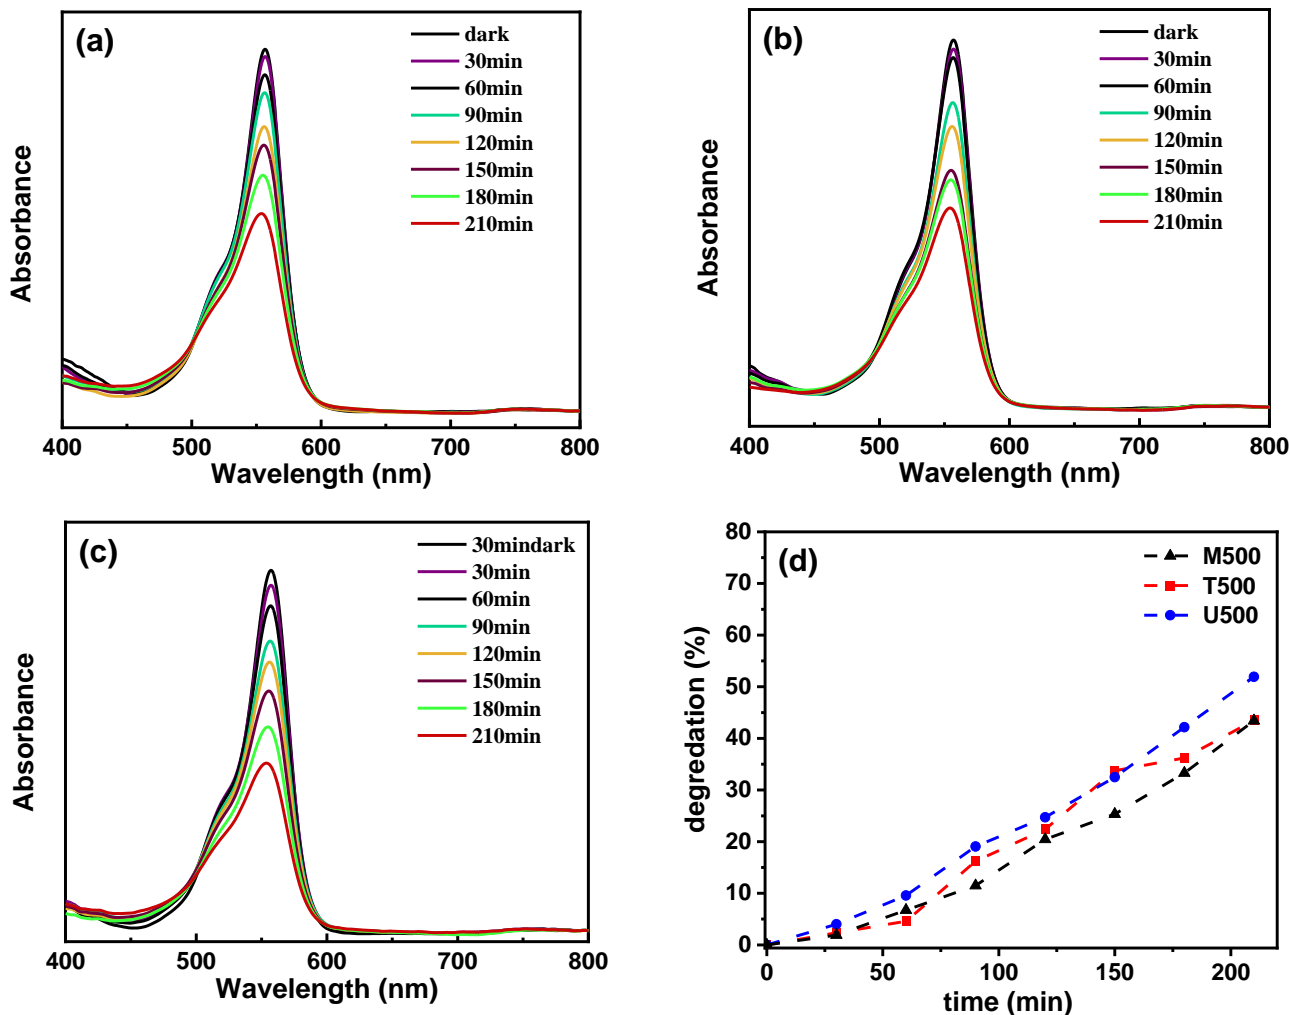 (a)
dark
30min
60min
90min
120min
150min
180min
210min
Absorbance
400 500 600 700 800
Wavelength (nm)
(b)
dark
30min
60min
90min
120min
150min
180min
210min
Absorbance
400 500 600 700 800
Wavelength (nm)
(c)
30mindark
30min
60min
90min
120min
150min
180min
210min
Absorbance
400 500 600 700 800
Wavelength (nm)
(d)
M500
T500
U500
degredation (%)
80
70
60
50
40
30
20
10
0
0 50 100 150 200
time (min)